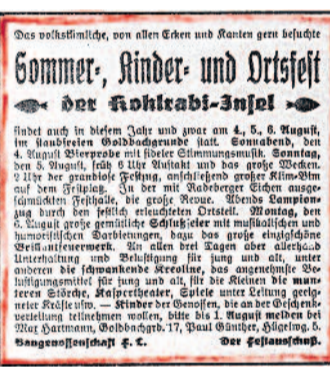 Das volkstümliche, von allen Ecken und Kanten gern besuchte
Sommer-, Kinder- und Ortsfest
der Kohlrabi-Insel
findet auch in diesem Jahr und zwar am 4., 5., 6. August,
im staubfreien Goldbachgrunde statt. Sonnabend, den
4. August Bierprobe mit fideler Stimmungsmusik. Sonntag,
den 5. August, früh 6 Uhr Auftakt und das große Wecken.
2 Uhr der grandiose Festzug, anschließend großer Klim-Bim
auf dem Festplatz. In der mit Radeberger Eichen ausge-
schmückten Festhalle, die große Revue. Abends Lampion-
zug durch den festlich erleuchteten Ortsteil. Montag, den
6. August große gemütliche Schlußfeier mit musikalischen und
humoristischen Darbietungen, dazu das große einzigschöne
Brillantfeuerwerk. An allen drei Tagen aber allerhand
Unterhaltung und Belustigung für jung und alt, unter
anderen die schwankende Kreoline, das angenehmste Be-
lustigungsmittel für jung und alt, für die Kleinen die mun-
teren Störche, Kaspertheater, Spiele unter Leitung geeig-
neter Kräfte usw. — Kinder der Genossen, die an der Geschenk-
verteilung teilnehmen wollen, bitte bis 1. August melden bei
Max Hartmann, Goldbachgrd. 17, Paul Günther, Hügelwg. 5.
Baugenossenschaft F. L. Der Festausschuß.